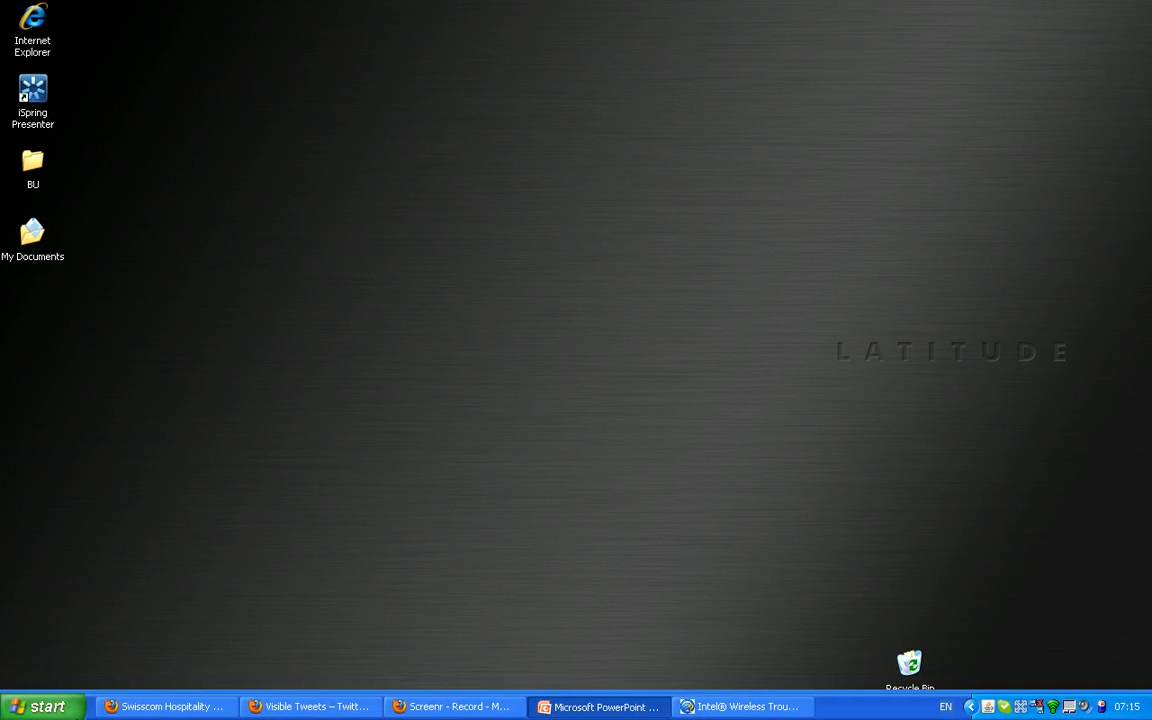 Internet
Explorer
iSpring
Presenter
BU
My Documents
LATITUDE
Recycle Bin
start
Swisscom Hospitality ...
Visible Tweets – Twitt...
Screenr - Record - M...
Microsoft PowerPoint ...
Intel® Wireless Trou...
EN
07:15